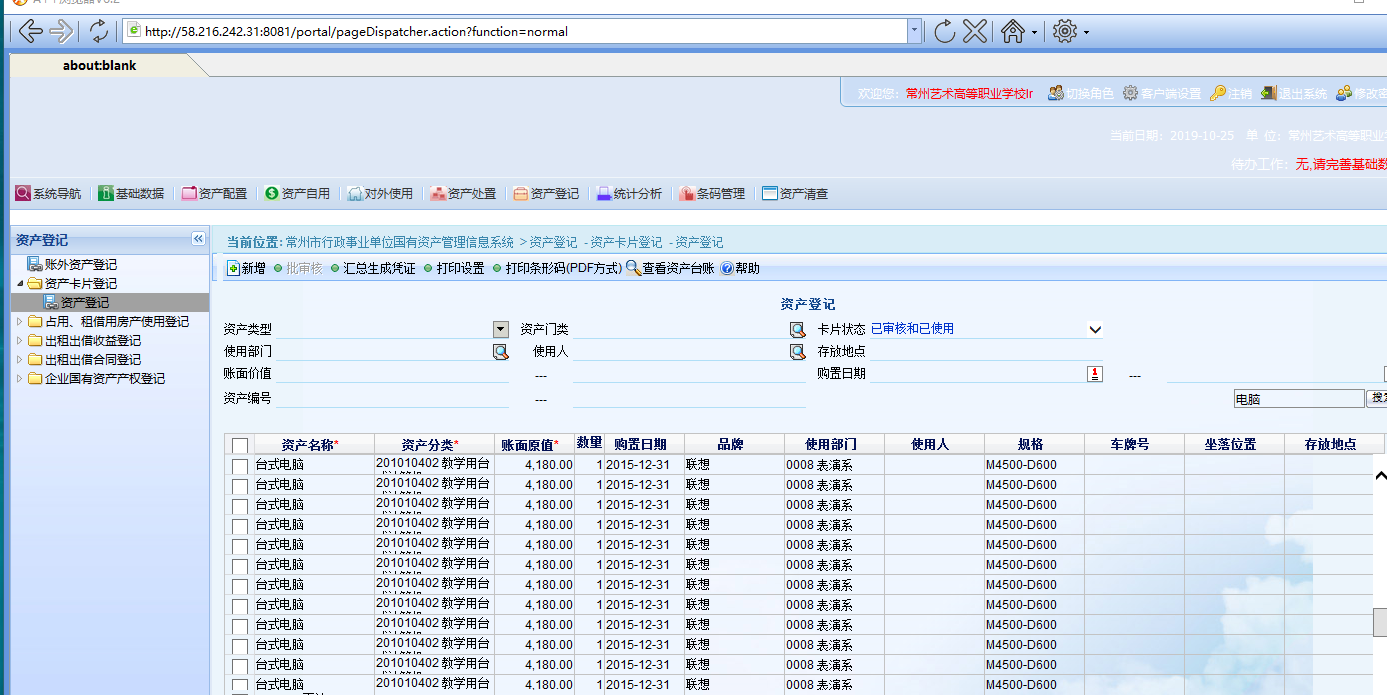 http://58.216.242.31:8081/portal/pageDispatcher.action?function=normal
about:blank
欢迎您: 常州艺术高等职业学校lr 切换角色 客户端设置 注销 退出系统 修改密
当前日期: 2019-10-25 单 位: 常州艺术高等职业学
待办工作: 无,请完善基础数
系统导航 基础数据 资产配置 资产自用 对外使用 资产处置 资产登记 统计分析 条码管理 资产清查
资产登记
账外资产登记
资产卡片登记
资产登记
占用、租借用房产使用登记
出租出借收益登记
出租出借合同登记
企业国有资产产权登记
当前位置: 常州市行政事业单位国有资产管理信息系统 > 资产登记 - 资产卡片登记 - 资产登记
新增 批审核 汇总生成凭证 打印设置 打印条形码(PDF方式) 查看资产台账 帮助
资产登记
资产类型 资产门类 卡片状态 已审核和已使用
使用部门 使用人 存放地点
账面价值 --- 购置日期 1 ---
资产编号 ---
电脑
资产名称* 资产分类* 账面原值* 数量 购置日期 品牌 使用部门 使用人 规格 车牌号 坐落位置 存放地点
台式电脑 201010402 教学用台 4,180.00 1 2015-12-31 联想 0008 表演系 M4500-D600
台式电脑 201010402 教学用台 4,180.00 1 2015-12-31 联想 0008 表演系 M4500-D600
台式电脑 201010402 教学用台 4,180.00 1 2015-12-31 联想 0008 表演系 M4500-D600
台式电脑 201010402 教学用台 4,180.00 1 2015-12-31 联想 0008 表演系 M4500-D600
台式电脑 201010402 教学用台 4,180.00 1 2015-12-31 联想 0008 表演系 M4500-D600
台式电脑 201010402 教学用台 4,180.00 1 2015-12-31 联想 0008 表演系 M4500-D600
台式电脑 201010402 教学用台 4,180.00 1 2015-12-31 联想 0008 表演系 M4500-D600
台式电脑 201010402 教学用台 4,180.00 1 2015-12-31 联想 0008 表演系 M4500-D600
台式电脑 201010402 教学用台 4,180.00 1 2015-12-31 联想 0008 表演系 M4500-D600
台式电脑 201010402 教学用台 4,180.00 1 2015-12-31 联想 0008 表演系 M4500-D600
台式电脑 201010402 教学用台 4,180.00 1 2015-12-31 联想 0008 表演系 M4500-D600
台式电脑 201010402 教学用台 4,180.00 1 2015-12-31 联想 0008 表演系 M4500-D600